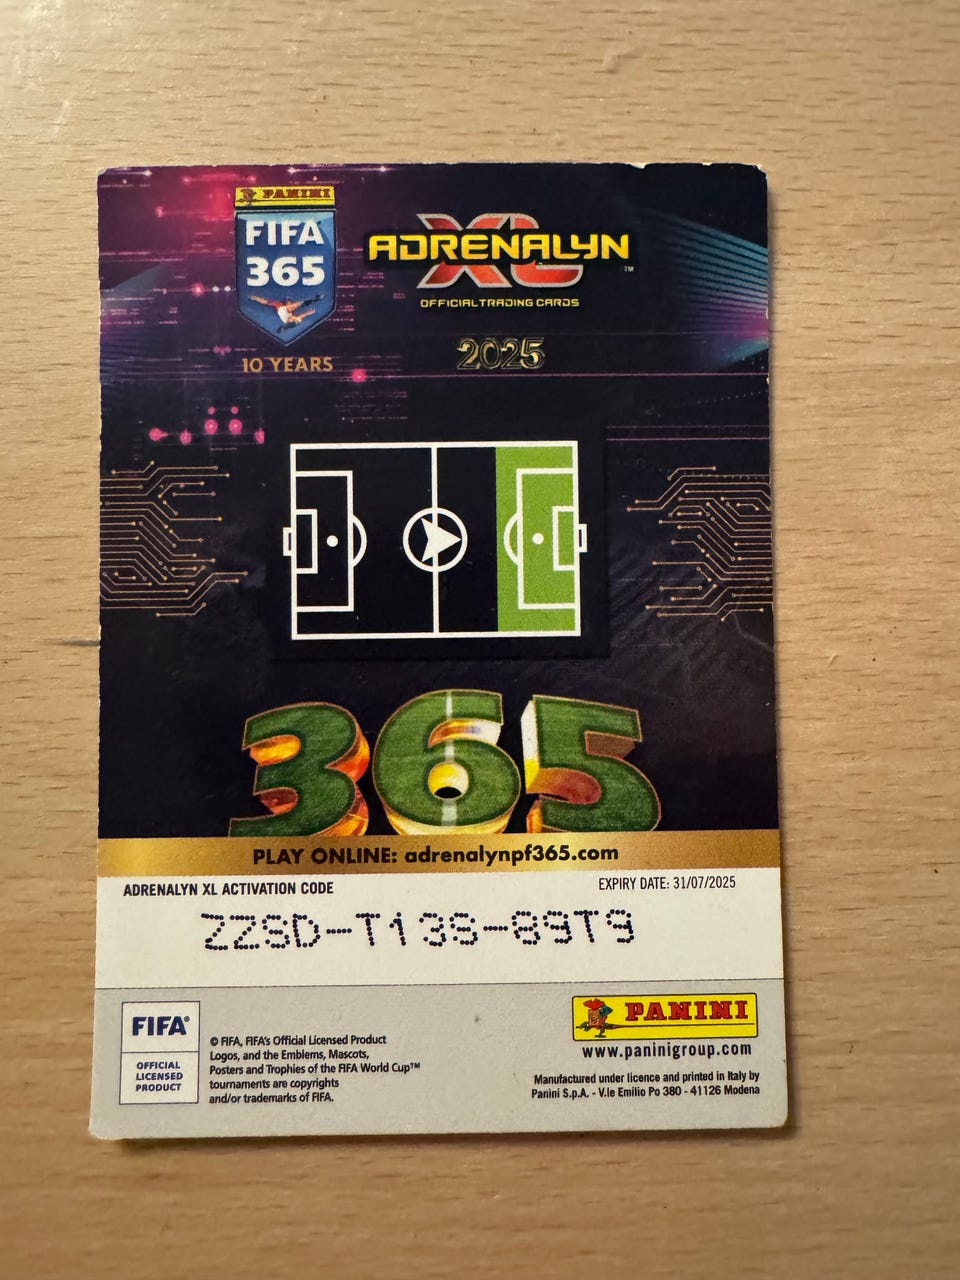 PANINI
FIFA
365
10 YEARS
XL
ADRENALYN
™
OFFICIAL TRADING CARDS
2025
365
PLAY ONLINE: adrenalynpf365.com
ADRENALYN XL ACTIVATION CODE
EXPIRY DATE: 31/07/2025
ZZSD-T13S-89T9
FIFA®
OFFICIAL
LICENSED
PRODUCT
© FIFA, FIFA's Official Licensed Product
Logos, and the Emblems, Mascots,
Posters and Trophies of the FIFA World Cup™
tournaments are copyrights
and/or trademarks of FIFA.
PANINI
www.paninigroup.com
Manufactured under licence and printed in Italy by
Panini S.p.A. - V.le Emilio Po 380 - 41126 Modena